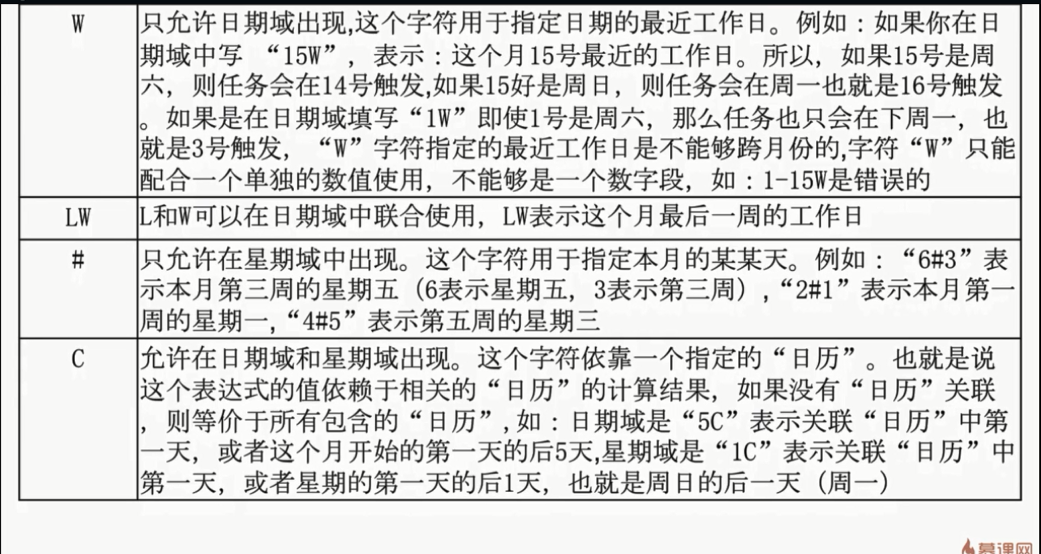 W
只允许日期域出现,这个字符用于指定日期的最近工作日。例如：如果你在日
期域中写 “15W”，表示：这个月15号最近的工作日。所以，如果15号是周
六，则任务会在14号触发,如果15好是周日，则任务会在周一也就是16号触发
。如果是在日期域填写“1W”即使1号是周六，那么任务也只会在下周一，也
就是3号触发，“W”字符指定的最近工作日是不能够跨月份的,字符“W”只能
配合一个单独的数值使用，不能够是一个数字段，如：1-15W是错误的
LW
L和W可以在日期域中联合使用，LW表示这个月最后一周的工作日
#
只允许在星期域中出现。这个字符用于指定本月的某某天。例如：“6#3”表
示本月第三周的星期五（6表示星期五，3表示第三周）,“2#1”表示本月第一
周的星期一,“4#5”表示第五周的星期三
C
允许在日期域和星期域出现。这个字符依靠一个指定的“日历”。也就是说
这个表达式的值依赖于相关的“日历”的计算结果，如果没有“日历”关联
，则等价于所有包含的“日历”,如：日期域是“5C”表示关联“日历”中第
一天，或者这个月开始的第一天的后5天,星期域是“1C”表示关联“日历”中
第一天，或者星期的第一天的后1天，也就是周日的后一天（周一）
慕课网